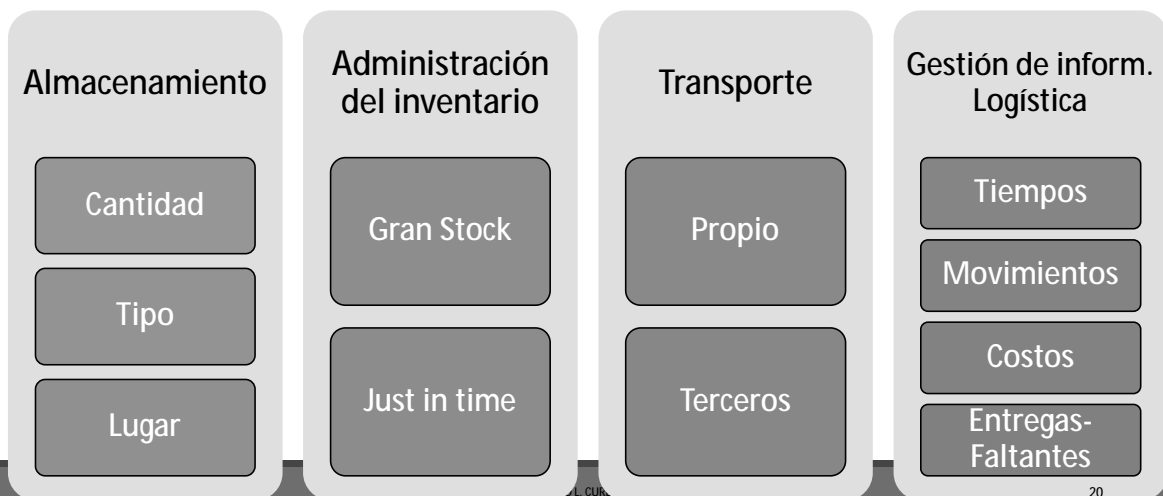 Almacenamiento
Cantidad
Tipo
Lugar
Administración
del inventario
Gran Stock
Just in time
Transporte
Propio
Terceros
Gestión de inform.
Logística
Tiempos
Movimientos
Costos
Entregas-
Faltantes
20